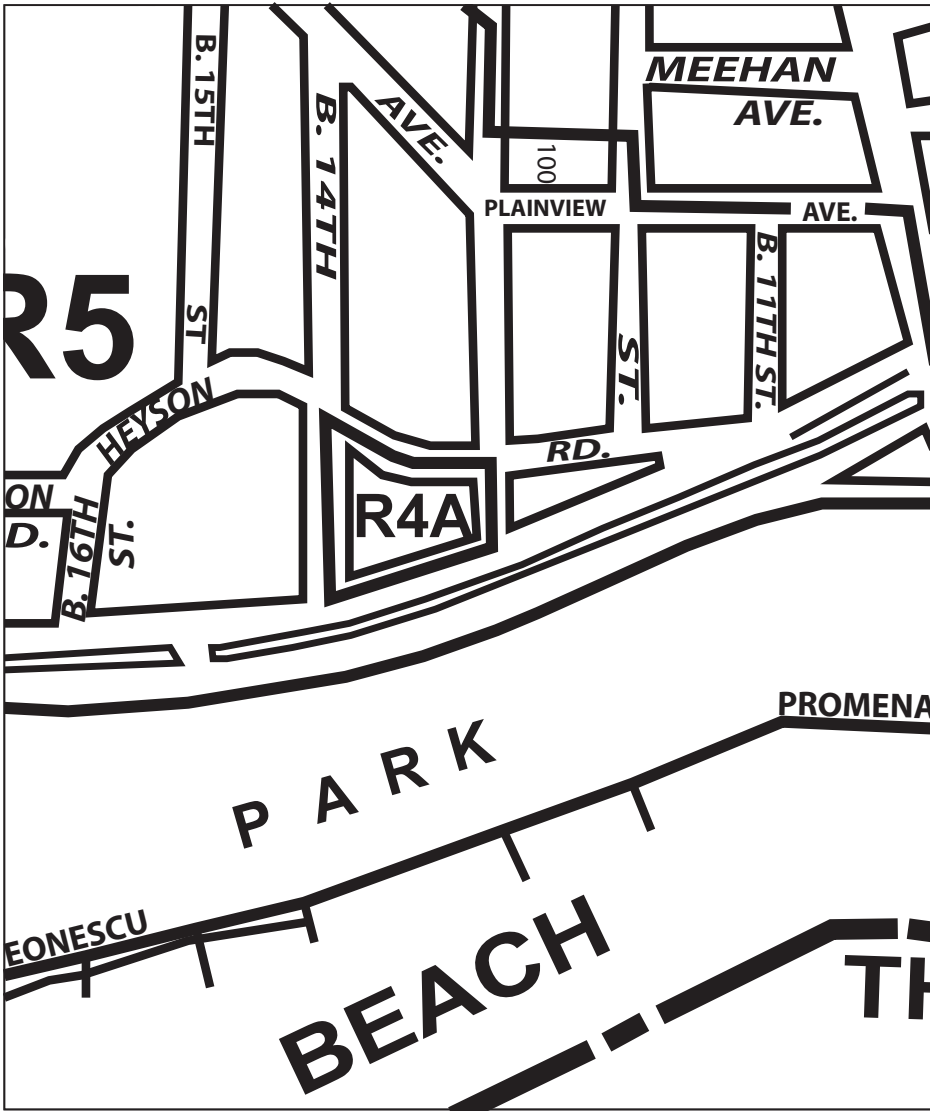 B. 15TH
ST
B. 14TH
AVE.
100
MEEHAN
AVE.
PLAINVIEW
AVE.
R5
ST.
B. 11TH ST.
HEYSON
RD.
ON
D.
B. 16TH
ST.
R4A
PROMENA
PARK
EONESCU
BEACH
TH